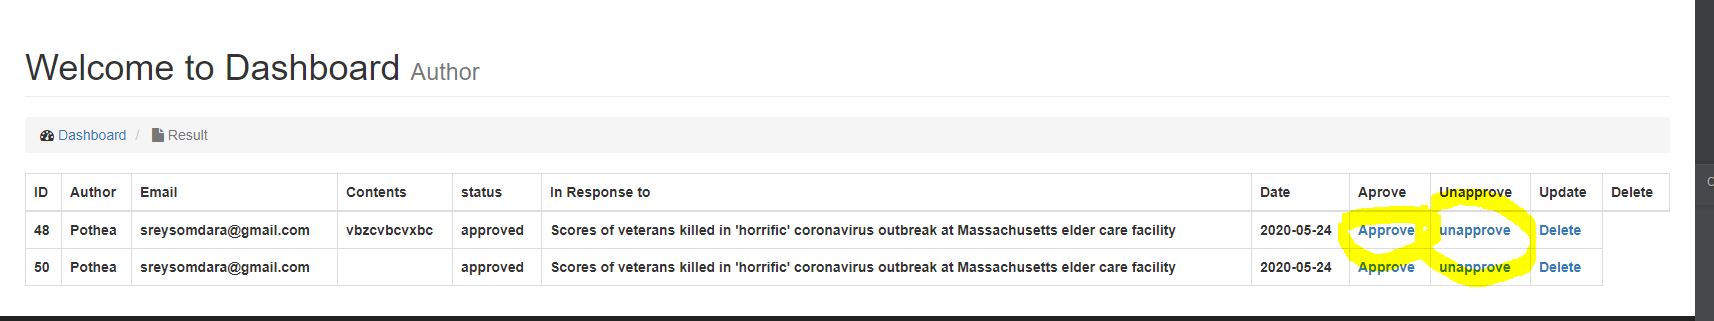 Welcome to Dashboard Author
Dashboard / Result
ID Author Email Contents status In Response to Date Aprove Unapprove Update Delete
48 Pothea sreysomdara@gmail.com vbzcvbcvxbc approved Scores of veterans killed in 'horrific' coronavirus outbreak at Massachusetts elder care facility 2020-05-24 Approve unapprove Delete
50 Pothea sreysomdara@gmail.com approved Scores of veterans killed in 'horrific' coronavirus outbreak at Massachusetts elder care facility 2020-05-24 Approve unapprove Delete